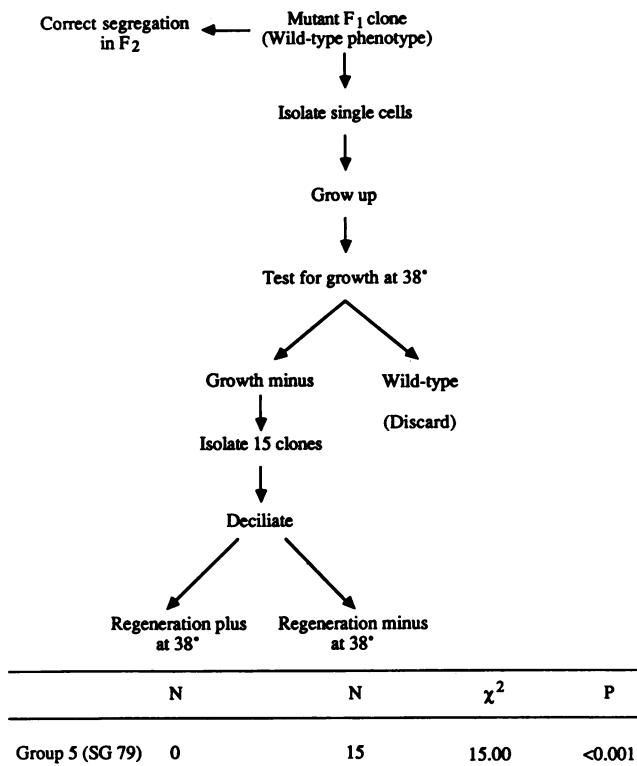 Correct segregation
in F2
Mutant F1 clone
(Wild-type phenotype)
Isolate single cells
Grow up
Test for growth at 38°
Growth minus
Wild-type
(Discard)
Isolate 15 clones
Deciliate
Regeneration plus
at 38°
Regeneration minus
at 38°
N N χ² P
Group 5 (SG 79) 0 15 15.00 <0.001